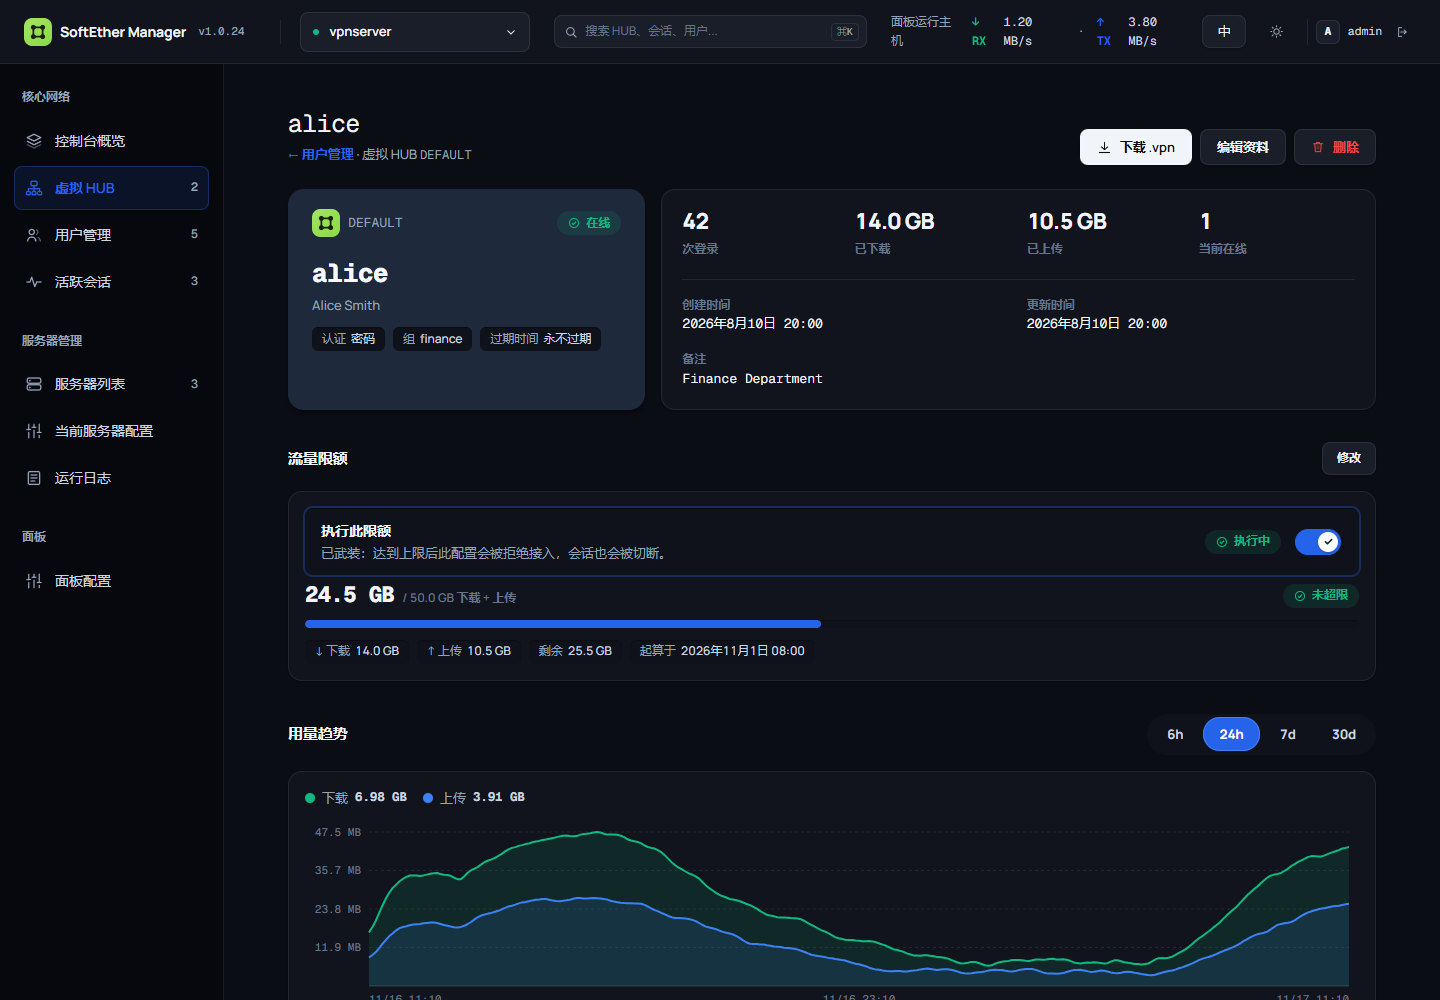 SoftEther Manager v1.0.24
vpnserver
搜索 HUB、会话、用户...
⌘K
面板运行主机
↓ RX 1.20 MB/s
·
↑ TX 3.80 MB/s
中
A admin
核心网络
控制台概览
虚拟 HUB 2
用户管理 5
活跃会话 3
服务器管理
服务器列表 3
当前服务器配置
运行日志
面板
面板配置
alice
← 用户管理 · 虚拟 HUB DEFAULT
下载 .vpn
编辑资料
删除
DEFAULT
在线
alice
Alice Smith
认证 密码
组 finance
过期时间 永不过期
42
次登录
14.0 GB
已下载
10.5 GB
已上传
1
当前在线
创建时间
2026年8月10日 20:00
更新时间
2026年8月10日 20:00
备注
Finance Department
流量限额
修改
执行此限额
已武装：达到上限后此配置会被拒绝接入，会话也会被切断。
执行中
24.5 GB / 50.0 GB 下载 + 上传
未超限
↓ 下载 14.0 GB
↑ 上传 10.5 GB
剩余 25.5 GB
起算于 2026年11月1日 08:00
用量趋势
6h
24h
7d
30d
下载 6.98 GB
上传 3.91 GB
47.5 MB
35.7 MB
23.8 MB
11.9 MB
11/16 11:10
11/16 23:10
11/17 11:10